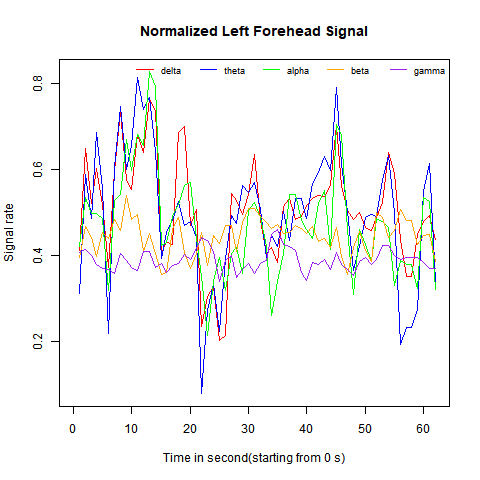 Normalized Left Forehead Signal
delta theta alpha beta gamma
Signal rate
0.2 0.4 0.6 0.8
0 10 20 30 40 50 60
Time in second(starting from 0 s)